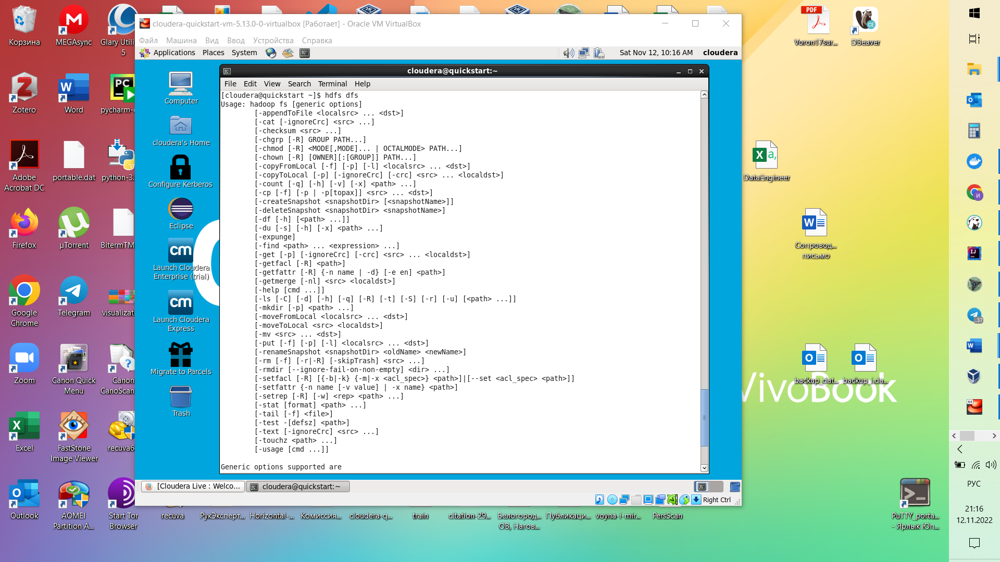 cloudera-quickstart-vm-5.13.0-0-virtualbox [Работает] - Oracle VM VirtualBox
Файл Машина Вид Ввод Устройства Справка
Applications Places System
Sat Nov 12, 10:16 AM cloudera
cloudera@quickstart:~
File Edit View Search Terminal Help
[cloudera@quickstart ~]$ hdfs dfs
Usage: hadoop fs [generic options]
[-appendToFile <localsrc> ... <dst>]
[-cat [-ignoreCrc] <src> ...]
[-checksum <src> ...]
[-chgrp [-R] GROUP PATH...]
[-chmod [-R] <MODE[,MODE]... | OCTALMODE> PATH...]
[-chown [-R] [OWNER][:[GROUP]] PATH...]
[-copyFromLocal [-f] [-p] [-l] <localsrc> ... <dst>]
[-copyToLocal [-p] [-ignoreCrc] [-crc] <src> ... <localdst>]
[-count [-q] [-h] [-v] [-x] <path> ...]
[-cp [-f] [-p | -p[topax]] <src> ... <dst>]
[-createSnapshot <snapshotDir> [<snapshotName>]]
[-deleteSnapshot <snapshotDir> <snapshotName>]
[-df [-h] [<path> ...]]
[-du [-s] [-h] [-x] <path> ...]
[-expunge]
[-find <path> ... <expression> ...]
[-get [-p] [-ignoreCrc] [-crc] <src> ... <localdst>]
[-getfacl [-R] <path>]
[-getfattr [-R] {-n name | -d} [-e en] <path>]
[-getmerge [-nl] <src> <localdst>]
[-help [cmd ...]]
[-ls [-C] [-d] [-h] [-q] [-R] [-t] [-S] [-r] [-u] [<path> ...]]
[-mkdir [-p] <path> ...]
[-moveFromLocal <localsrc> ... <dst>]
[-moveToLocal <src> <localdst>]
[-mv <src> ... <dst>]
[-put [-f] [-p] [-l] <localsrc> ... <dst>]
[-renameSnapshot <snapshotDir> <oldName> <newName>]
[-rm [-f] [-r|-R] [-skipTrash] <src> ...]
[-rmdir [--ignore-fail-on-non-empty] <dir> ...]
[-setfacl [-R] [{-b|-k} {-m|-x <acl_spec>} <path>]|[--set <acl_spec> <path>]]
[-setfattr {-n name [-v value] | -x name} <path>]
[-setrep [-R] [-w] <rep> <path> ...]
[-stat [format] <path> ...]
[-tail [-f] <file>]
[-test -[defsz] <path>]
[-text [-ignoreCrc] <src> ...]
[-touchz <path> ...]
[-usage [cmd ...]]
Generic options supported are
Computer
cloudera's Home
Configure Kerberos
Eclipse
cm
Launch Cloudera
Enterprise (trial)
cm
Launch Cloudera
Express
Migrate to Parcels
Trash
[Cloudera Live : Welco...
cloudera@quickstart:~
Right Ctrl
Корзина
MEGAsync
Glary Utili
5
Zotero
Word
pycharm-c
Adobe
Acrobat DC
portable.dat
python-3.
Firefox
µTorrent
BitermTM
Google
Chrome
Telegram
visualizati
Zoom
Canon Quick
Menu
Canon
CanoScan
Excel
FastStone
Image Viewer
recuva6
Outlook
AOMEI
Partition A...
Start Tor
Browser
recuva
РукЭксперт...
Horizontal-...
Комиссия...
cloudera-q...
train
citation-29...
Белогород...
ОВ, Нагов...
Публикаци...
voyna-i-mir...
PersScan
PDF
Voron17sur...
CE
DBeaver
DataEngineer
Сопровод...
письмо
backup_dat...
backup_i.da...
VivoBook
PuTTY_porta...
- Ярлык Юп...
..37
64
РУС
21:16
12.11.2022